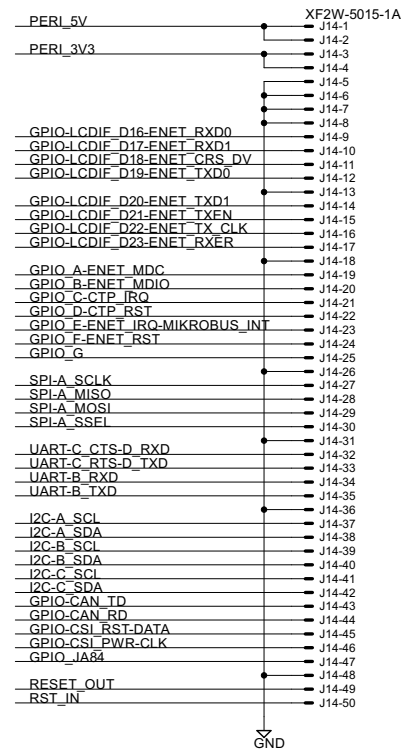 XF2W-5015-1A
PERI_5V J14-1
J14-2
PERI_3V3 J14-3
J14-4
J14-5
J14-6
J14-7
J14-8
GPIO-LCDIF_D16-ENET_RXD0 J14-9
GPIO-LCDIF_D17-ENET_RXD1 J14-10
GPIO-LCDIF_D18-ENET_CRS_DV J14-11
GPIO-LCDIF_D19-ENET_TXD0 J14-12
J14-13
GPIO-LCDIF_D20-ENET_TXD1 J14-14
GPIO-LCDIF_D21-ENET_TXEN J14-15
GPIO-LCDIF_D22-ENET_TX_CLK J14-16
GPIO-LCDIF_D23-ENET_RXER J14-17
J14-18
GPIO_A-ENET_MDC J14-19
GPIO_B-ENET_MDIO J14-20
GPIO_C-CTP_IRQ J14-21
GPIO_D-CTP_RST J14-22
GPIO_E-ENET_IRQ-MIKROBUS_INT J14-23
GPIO_F-ENET_RST J14-24
GPIO_G J14-25
J14-26
SPI-A_SCLK J14-27
SPI-A_MISO J14-28
SPI-A_MOSI J14-29
SPI-A_SSEL J14-30
J14-31
UART-C_CTS-D_RXD J14-32
UART-C_RTS-D_TXD J14-33
UART-B_RXD J14-34
UART-B_TXD J14-35
J14-36
I2C-A_SCL J14-37
I2C-A_SDA J14-38
I2C-B_SCL J14-39
I2C-B_SDA J14-40
I2C-C_SCL J14-41
I2C-C_SDA J14-42
GPIO-CAN_TD J14-43
GPIO-CAN_RD J14-44
GPIO-CSI_RST-DATA J14-45
GPIO-CSI_PWR-CLK J14-46
GPIO_JA84 J14-47
J14-48
RESET_OUT J14-49
RST_IN J14-50
GND